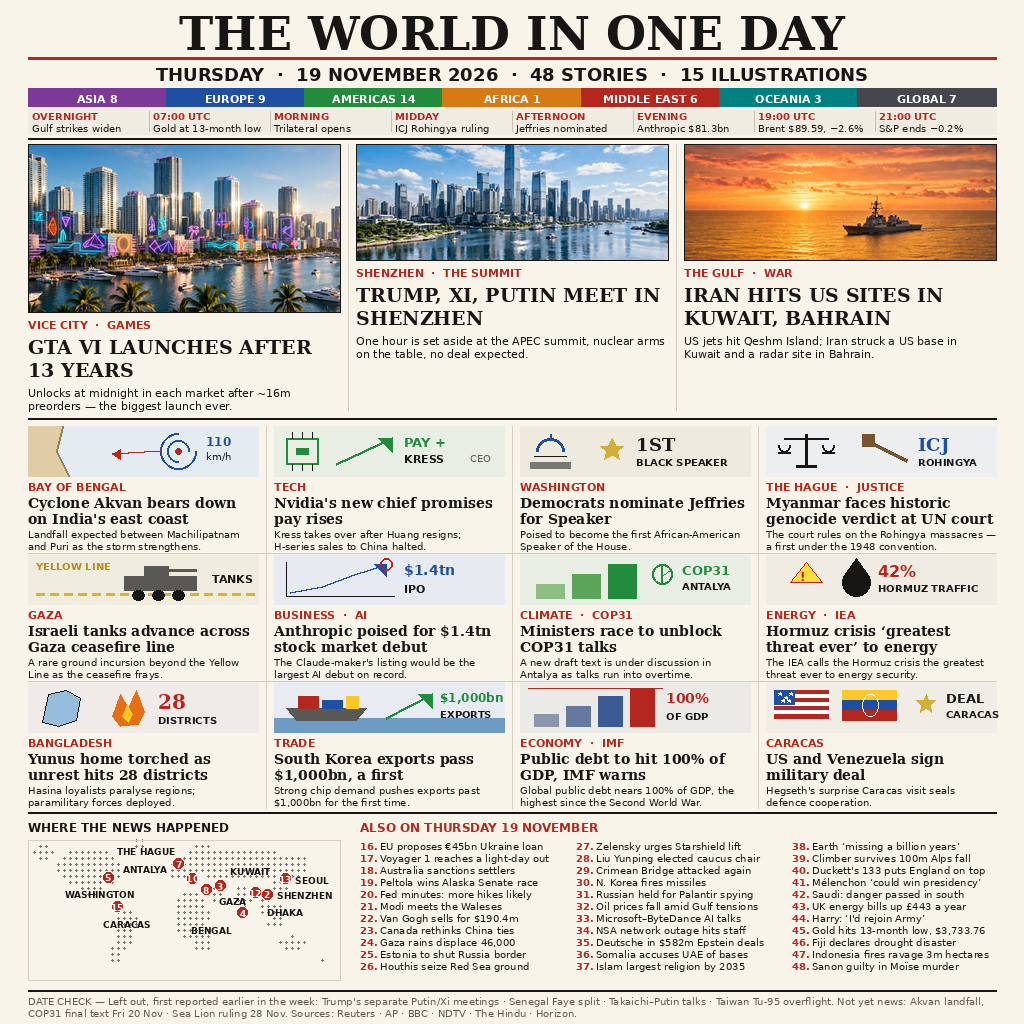 THE WORLD IN ONE DAY
THURSDAY · 19 NOVEMBER 2026 · 48 STORIES · 15 ILLUSTRATIONS
ASIA 8
EUROPE 9
AMERICAS 14
AFRICA 1
MIDDLE EAST 6
OCEANIA 3
GLOBAL 7
OVERNIGHT
Gulf strikes widen
07:00 UTC
Gold at 13-month low
MORNING
Trilateral opens
MIDDAY
ICJ Rohingya ruling
AFTERNOON
Jeffries nominated
EVENING
Anthropic $81.3bn
19:00 UTC
Brent $89.59, −2.6%
21:00 UTC
S&P ends −0.2%
VICE CITY · GAMES
GTA VI LAUNCHES AFTER
13 YEARS
Unlocks at midnight in each market after ~16m
preorders — the biggest launch ever.
SHENZHEN · THE SUMMIT
TRUMP, XI, PUTIN MEET IN
SHENZHEN
One hour is set aside at the APEC summit, nuclear arms
on the table, no deal expected.
THE GULF · WAR
IRAN HITS US SITES IN
KUWAIT, BAHRAIN
US jets hit Qeshm Island; Iran struck a US base in
Kuwait and a radar site in Bahrain.
110
km/h
BAY OF BENGAL
Cyclone Akvan bears down
on India's east coast
Landfall expected between Machilipatnam
and Puri as the storm strengthens.
PAY +
KRESS
CEO
TECH
Nvidia's new chief promises
pay rises
Kress takes over after Huang resigns;
H-series sales to China halted.
1ST
BLACK SPEAKER
WASHINGTON
Democrats nominate Jeffries
for Speaker
Poised to become the first African-American
Speaker of the House.
ICJ
ROHINGYA
THE HAGUE · JUSTICE
Myanmar faces historic
genocide verdict at UN court
The court rules on the Rohingya massacres —
a first under the 1948 convention.
YELLOW LINE
TANKS
GAZA
Israeli tanks advance across
Gaza ceasefire line
A rare ground incursion beyond the Yellow
Line as the ceasefire frays.
$1.4tn
IPO
BUSINESS · AI
Anthropic poised for $1.4tn
stock market debut
The Claude-maker's listing would be the
largest AI debut on record.
COP31
ANTALYA
CLIMATE · COP31
Ministers race to unblock
COP31 talks
A new draft text is under discussion in
Antalya as talks run into overtime.
!
42%
HORMUZ TRAFFIC
ENERGY · IEA
Hormuz crisis ‘greatest
threat ever’ to energy
The IEA calls the Hormuz crisis the greatest
threat ever to energy security.
28
DISTRICTS
BANGLADESH
Yunus home torched as
unrest hits 28 districts
Hasina loyalists paralyse regions;
paramilitary forces deployed.
$1,000bn
EXPORTS
TRADE
South Korea exports pass
$1,000bn, a first
Strong chip demand pushes exports past
$1,000bn for the first time.
100%
OF GDP
ECONOMY · IMF
Public debt to hit 100% of
GDP, IMF warns
Global public debt nears 100% of GDP, the
highest since the Second World War.
DEAL
CARACAS
CARACAS
US and Venezuela sign
military deal
Hegseth's surprise Caracas visit seals
defence cooperation.
WHERE THE NEWS HAPPENED
THE HAGUE
7
ANTALYA
KUWAIT
5
10
13
SEOUL
8
3
WASHINGTON
12
2
SHENZHEN
GAZA
15
4
DHAKA
CARACAS
BENGAL
ALSO ON THURSDAY 19 NOVEMBER
16. EU proposes €45bn Ukraine loan
17. Voyager 1 reaches a light-day out
18. Australia sanctions settlers
19. Peltola wins Alaska Senate race
20. Fed minutes: more hikes likely
21. Modi meets the Waleses
22. Van Gogh sells for $190.4m
23. Canada rethinks China ties
24. Gaza rains displace 46,000
25. Estonia to shut Russia border
26. Houthis seize Red Sea ground
27. Zelensky urges Starshield lift
28. Liu Yunping elected caucus chair
29. Crimean Bridge attacked again
30. N. Korea fires missiles
31. Russian held for Palantir spying
32. Oil prices fall amid Gulf tensions
33. Microsoft–ByteDance AI talks
34. NSA network outage hits staff
35. Deutsche in $582m Epstein deals
36. Somalia accuses UAE of bases
37. Islam largest religion by 2035
38. Earth ‘missing a billion years’
39. Climber survives 100m Alps fall
40. Duckett's 133 puts England on top
41. Mélenchon ‘could win presidency’
42. Saudi: danger passed in south
43. UK energy bills up £443 a year
44. Harry: ‘I'd rejoin Army’
45. Gold hits 13-month low, $3,733.76
46. Fiji declares drought disaster
47. Indonesia fires ravage 3m hectares
48. Sanon guilty in Moïse murder
DATE CHECK — Left out, first reported earlier in the week: Trump's separate Putin/Xi meetings · Senegal Faye split · Takaichi–Putin talks · Taiwan Tu-95 overflight. Not yet news: Akvan landfall,
COP31 final text Fri 20 Nov · Sea Lion ruling 28 Nov. Sources: Reuters · AP · BBC · NDTV · The Hindu · Horizon.